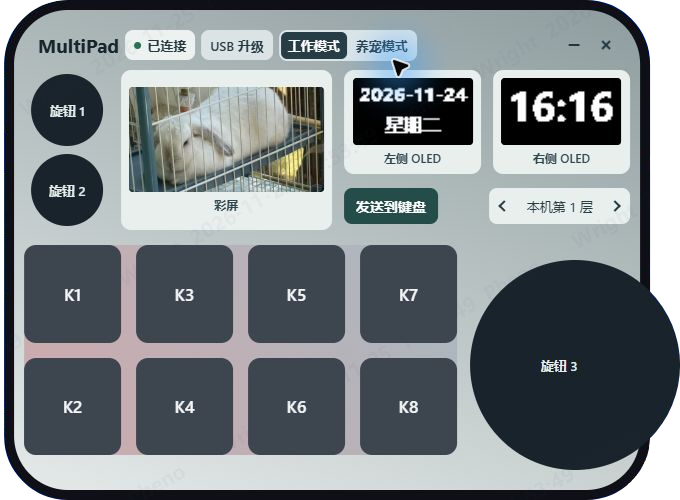 MultiPad 已连接 USB 升级 工作模式 养宠模式
旋钮 1
旋钮 2
彩屏
2026-11-24
星期二
左侧 OLED
16:16
右侧 OLED
发送到键盘
本机第 1 层
K1 K3 K5 K7
K2 K4 K6 K8
旋钮 3